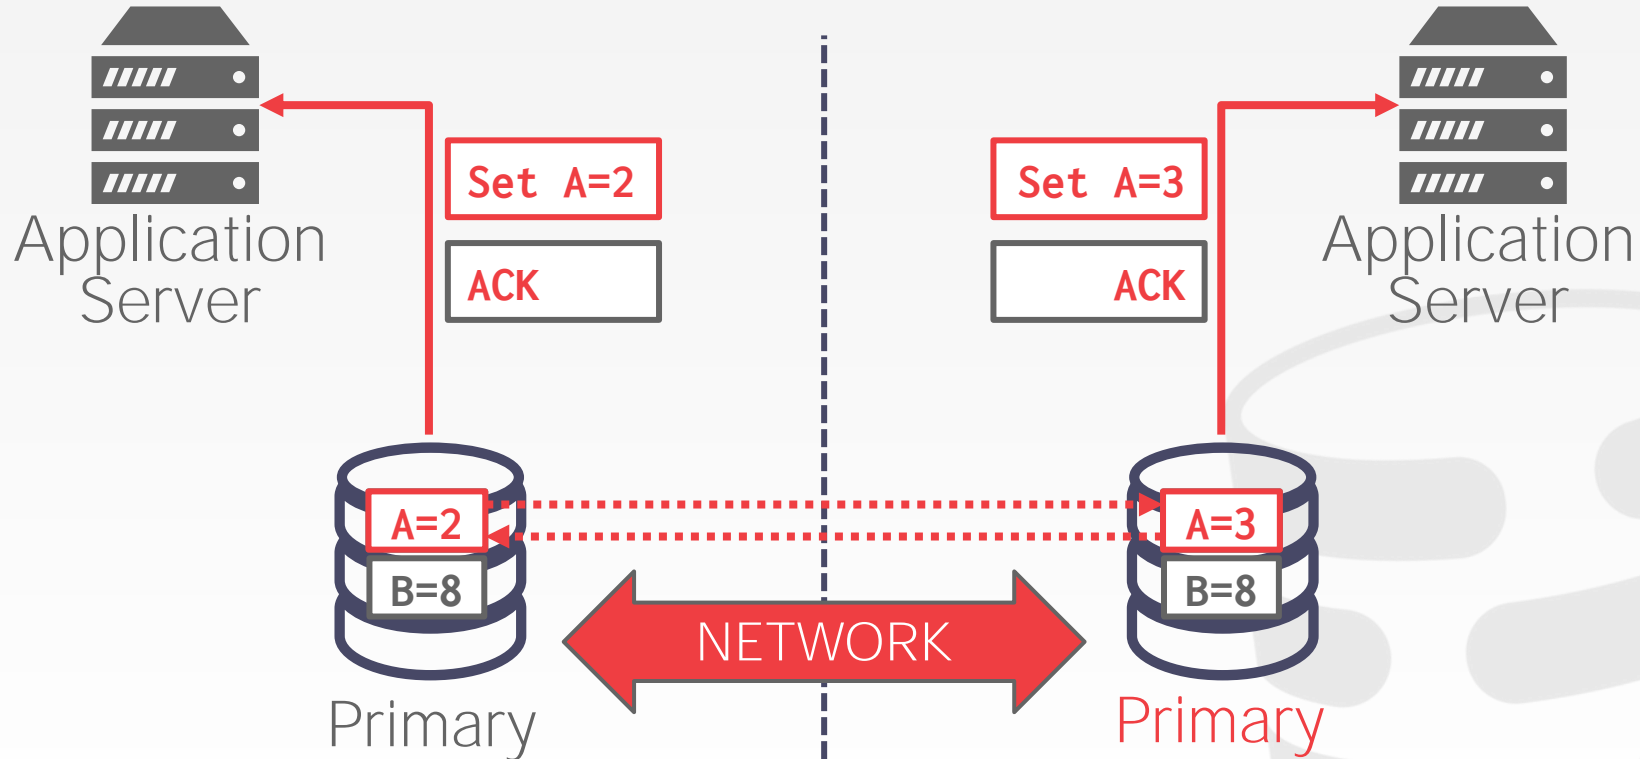 Set A=2
Set A=3
Application
Server
Application
Server
ACK
ACK
A=2
A=3
B=8
B=8
NETWORK
Primary
Primary